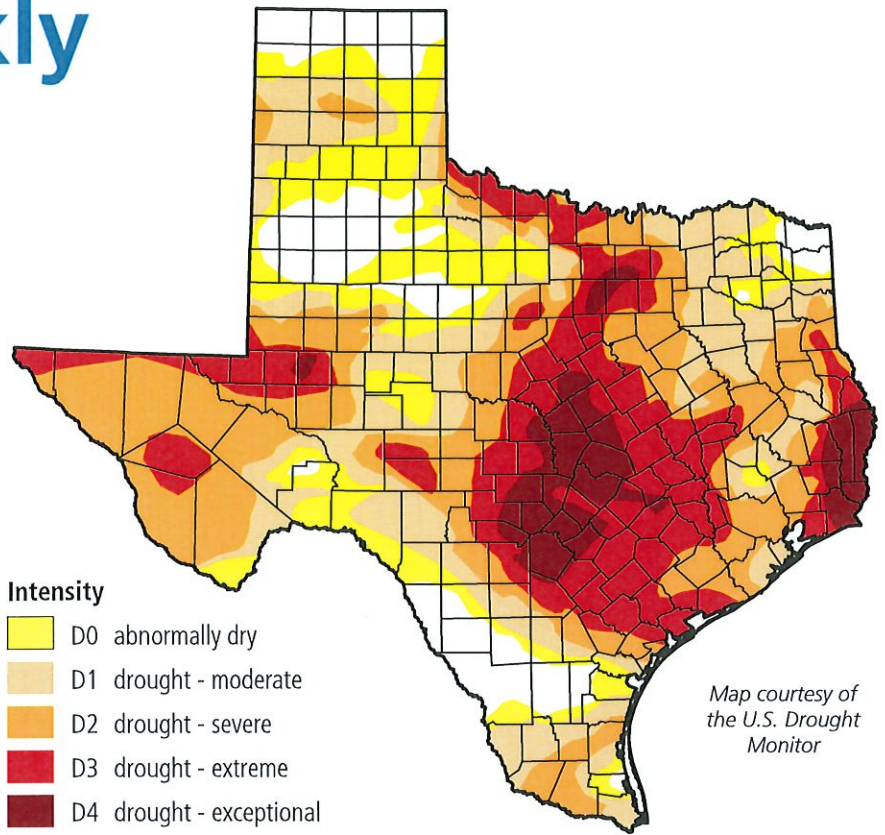 kly
Intensity
D0 abnormally dry
D1 drought - moderate
D2 drought - severe
D3 drought - extreme
D4 drought - exceptional
Map courtesy of
the U.S. Drought
Monitor